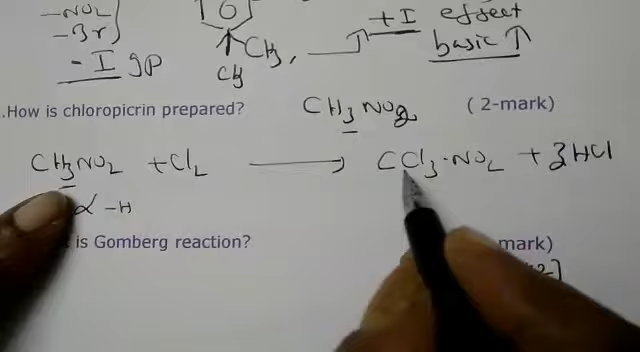 -NO2
-Br)
- I gp
CH3
CH3, → +I effect
basic ↑
.How is chloropicrin prepared? CH3NO2 (2-mark)
CH3NO2 + Cl2 → CCl3.NO2 + 3HCl
α -H
is Gomberg reaction? mark)